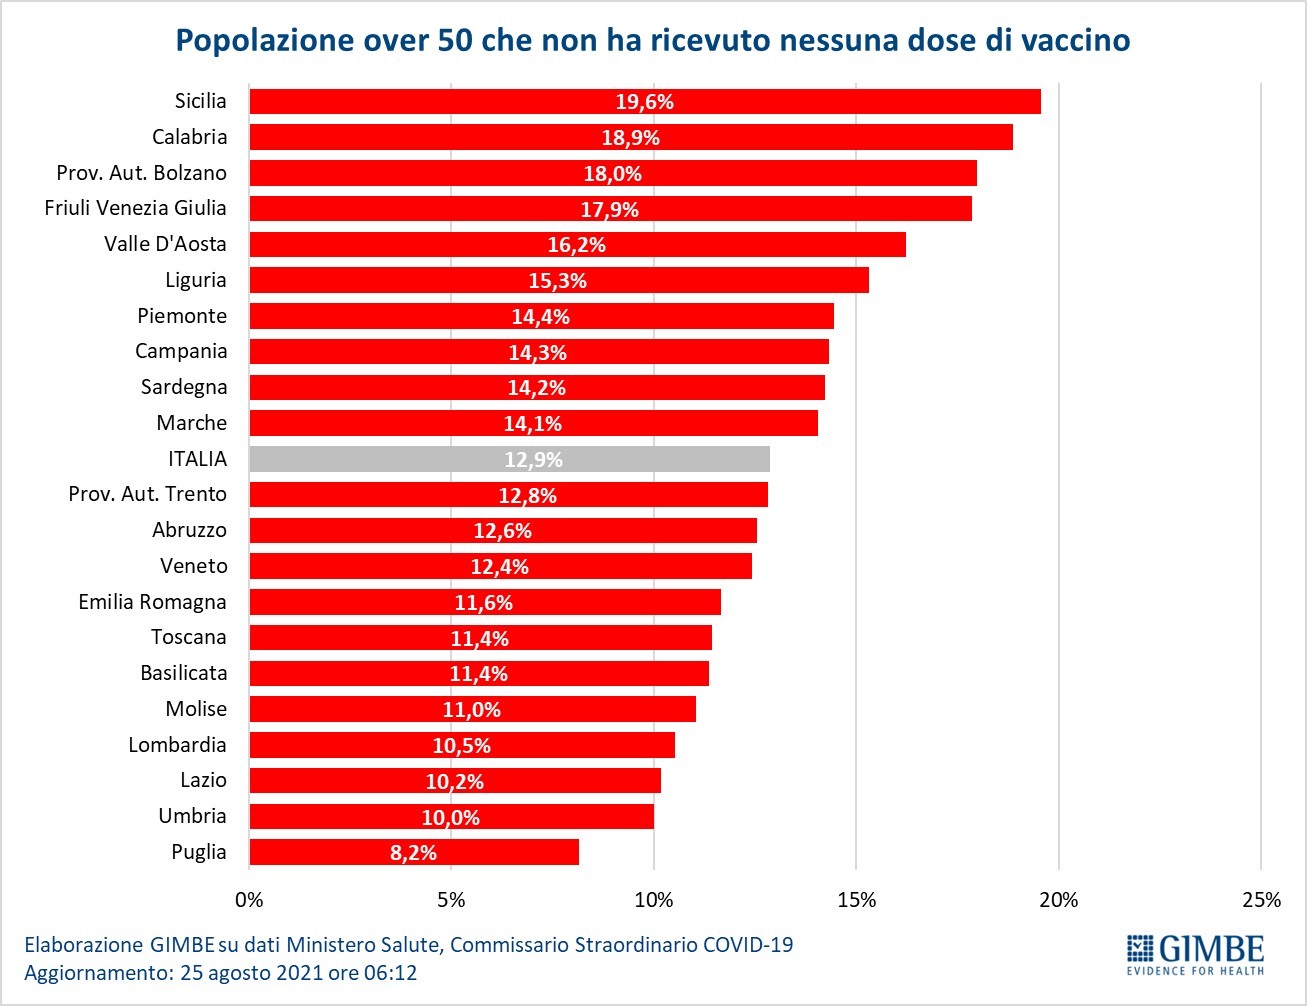 Popolazione over 50 che non ha ricevuto nessuna dose di vaccino
Sicilia 19,6%
Calabria 18,9%
Prov. Aut. Bolzano 18,0%
Friuli Venezia Giulia 17,9%
Valle D'Aosta 16,2%
Liguria 15,3%
Piemonte 14,4%
Campania 14,3%
Sardegna 14,2%
Marche 14,1%
ITALIA 12,9%
Prov. Aut. Trento 12,8%
Abruzzo 12,6%
Veneto 12,4%
Emilia Romagna 11,6%
Toscana 11,4%
Basilicata 11,4%
Molise 11,0%
Lombardia 10,5%
Lazio 10,2%
Umbria 10,0%
Puglia 8,2%
0% 5% 10% 15% 20% 25%
Elaborazione GIMBE su dati Ministero Salute, Commissario Straordinario COVID-19
Aggiornamento: 25 agosto 2021 ore 06:12
GIMBE
EVIDENCE FOR HEALTH